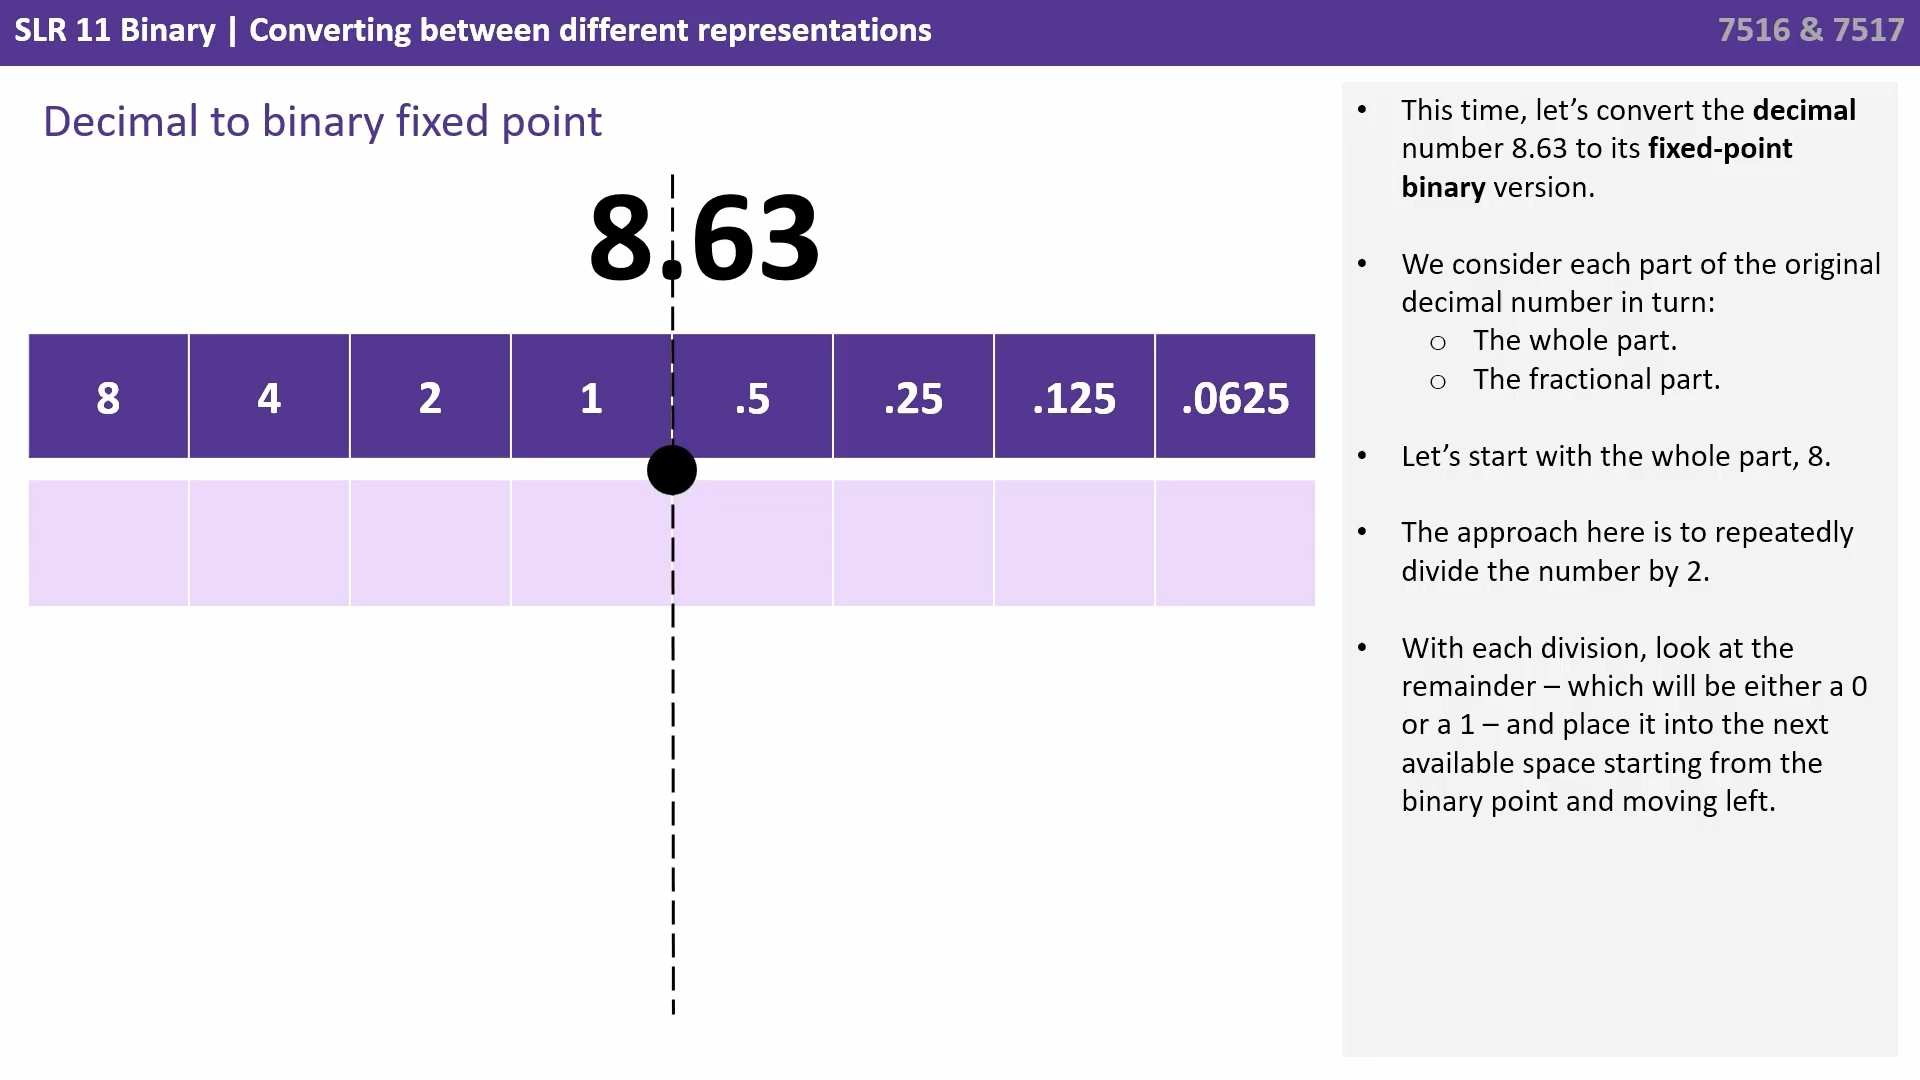 SLR 11 Binary | Converting between different representations
7516 & 7517
Decimal to binary fixed point
8.63
8 4 2 1 .5 .25 .125 .0625
• This time, let’s convert the decimal
number 8.63 to its fixed-point
binary version.
• We consider each part of the original
decimal number in turn:
o The whole part.
o The fractional part.
• Let’s start with the whole part, 8.
• The approach here is to repeatedly
divide the number by 2.
• With each division, look at the
remainder – which will be either a 0
or a 1 – and place it into the next
available space starting from the
binary point and moving left.